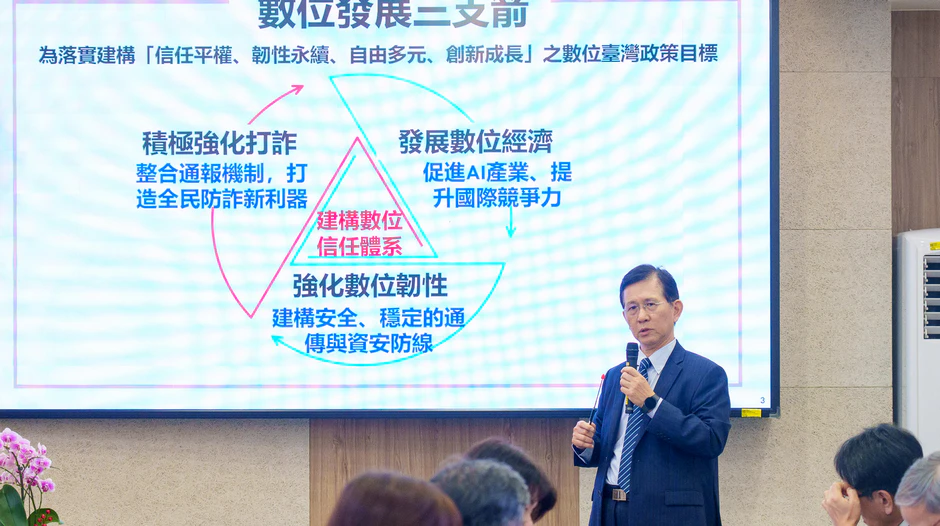 數位發展三支箭
為落實建構「信任平權、韌性永續、自由多元、創新成長」之數位臺灣政策目標
積極強化打詐
整合通報機制，打
造全民防詐新利器
發展數位經濟
促進AI產業、提
升國際競爭力
建構數位
信任體系
強化數位韌性
建構安全、穩定的通
傳與資安防線
3